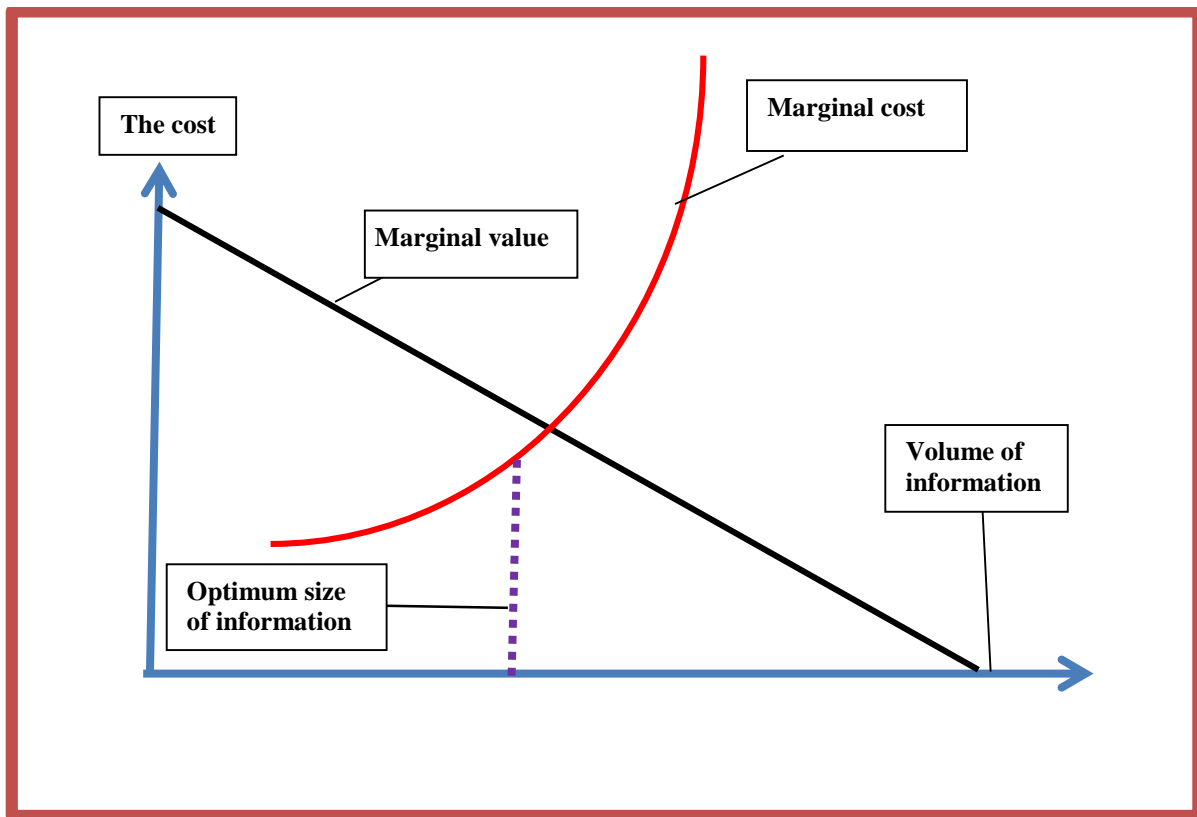 The cost
Marginal cost
Marginal value
Volume of
information
Optimum size
of information